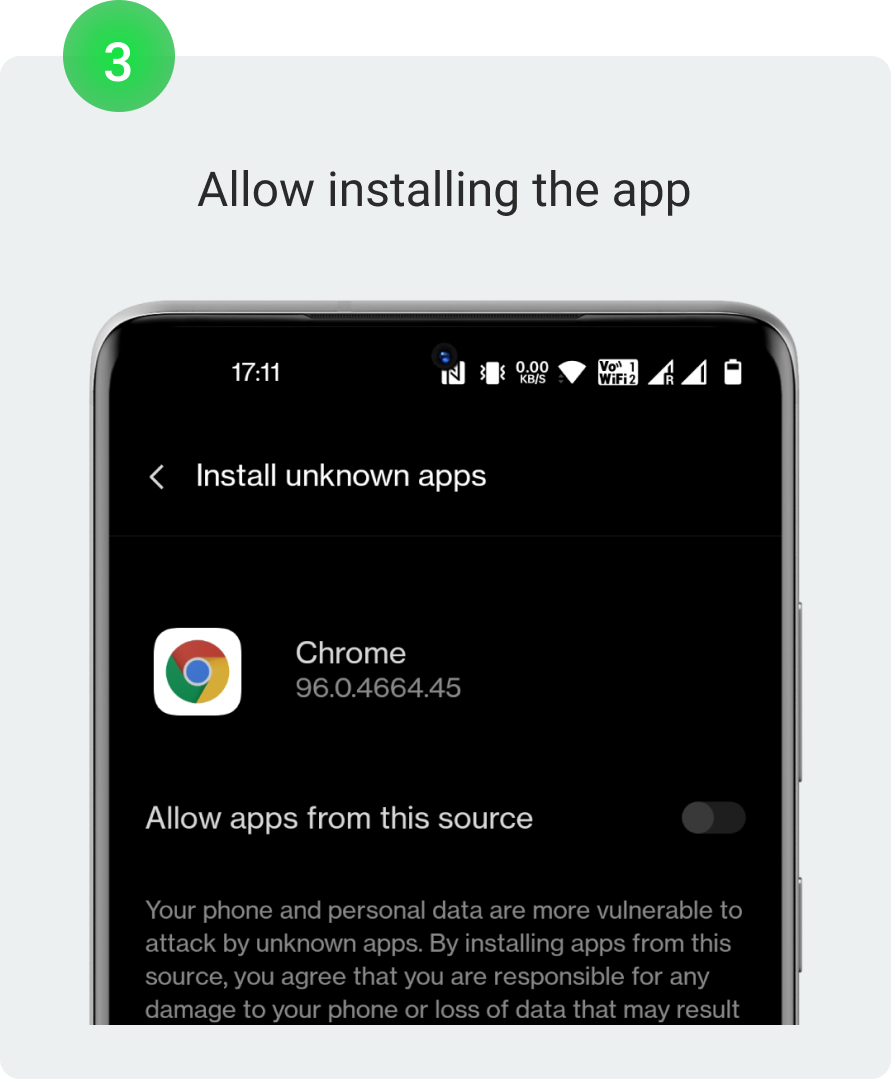 3
Allow installing the app
17:11
0.00
KB/S
Vo 1
WiFi 2
R
Install unknown apps
Chrome
96.0.4664.45
Allow apps from this source
Your phone and personal data are more vulnerable to
attack by unknown apps. By installing apps from this
source, you agree that you are responsible for any
damage to your phone or loss of data that may result